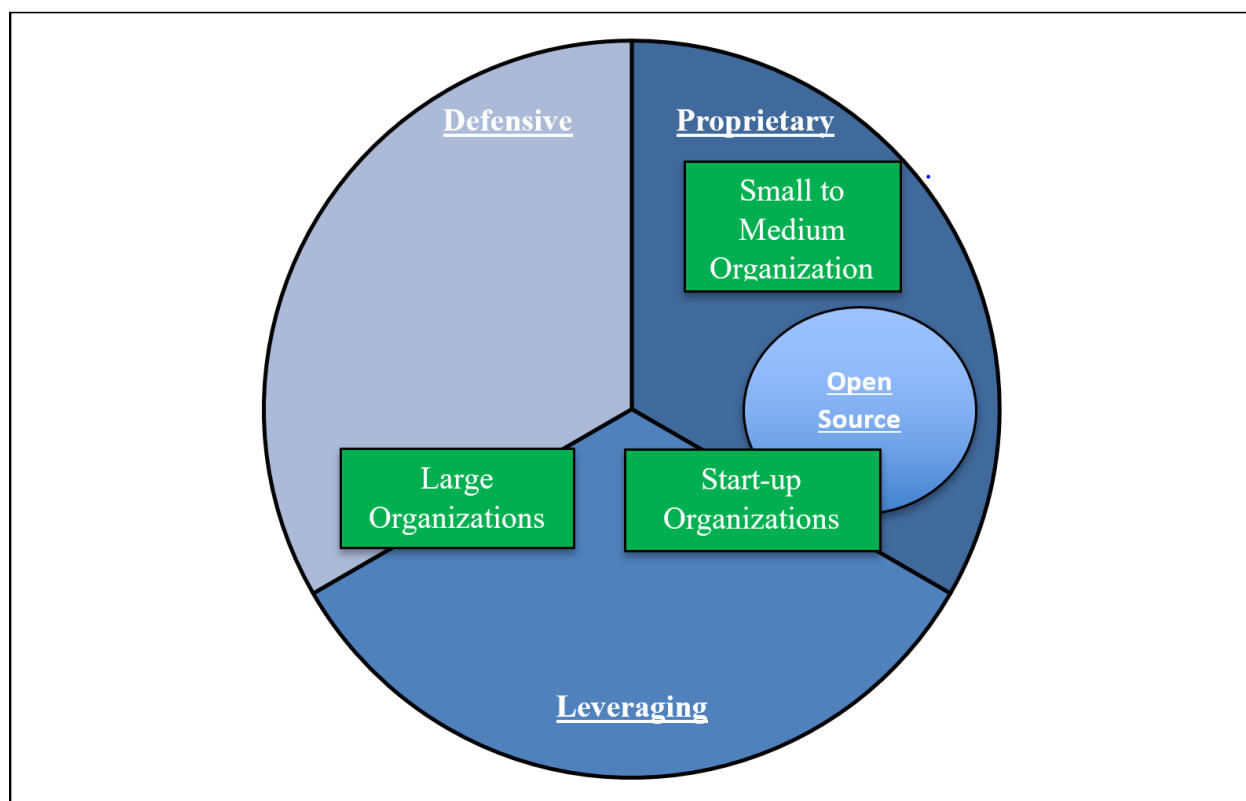 Defensive
Proprietary
Small to
Medium
Organization
Open
Source
Large
Organizations
Start-up
Organizations
Leveraging